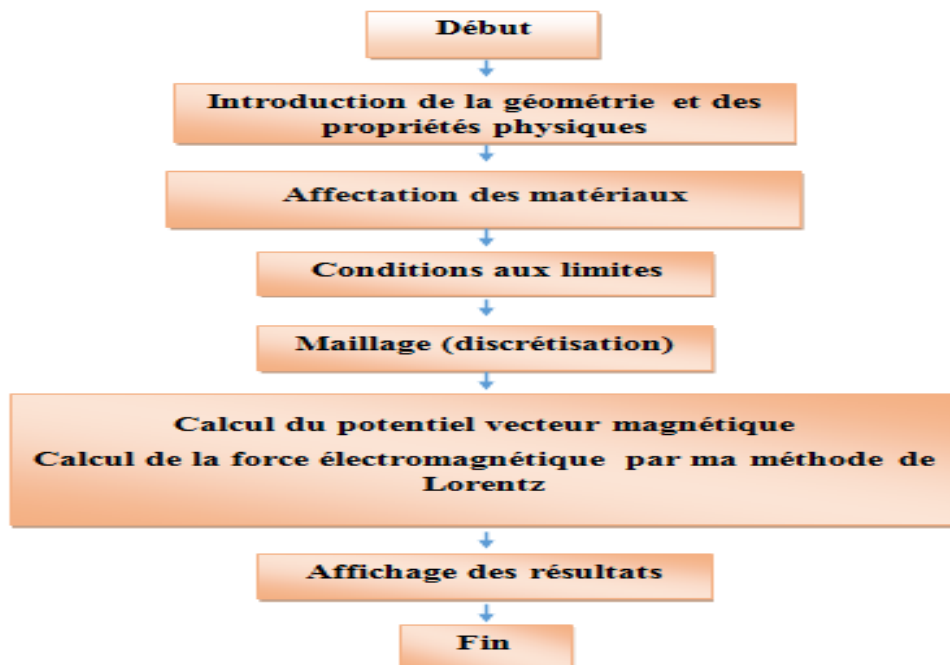 Début
Introduction de la géométrie et des
propriétés physiques
Affectation des matériaux
Conditions aux limites
Maillage (discrétisation)
Calcul du potentiel vecteur magnétique
Calcul de la force électromagnétique par ma méthode de
Lorentz
Affichage des résultats
Fin